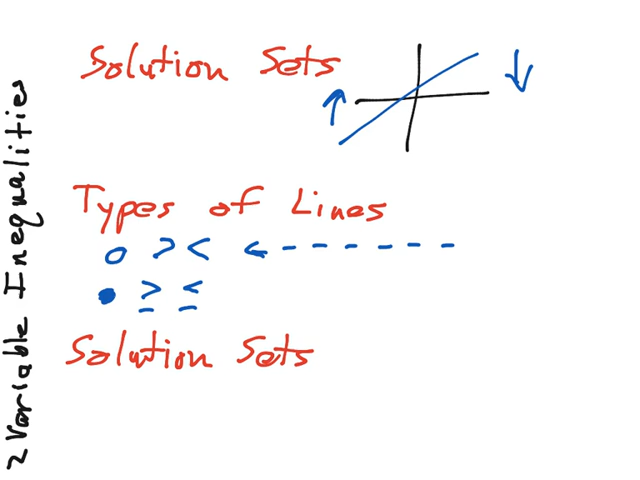 2 Variable Inequalities
Solution Sets
Types of Lines
o > <
• ≥ ≤
Solution Sets